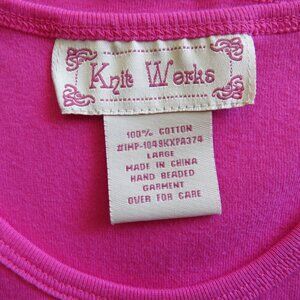 Knit Works
100% COTTON
#IMP-1049KXPA374
LARGE
MADE IN CHINA
HAND BEADED
GARMENT
OVER FOR CARE